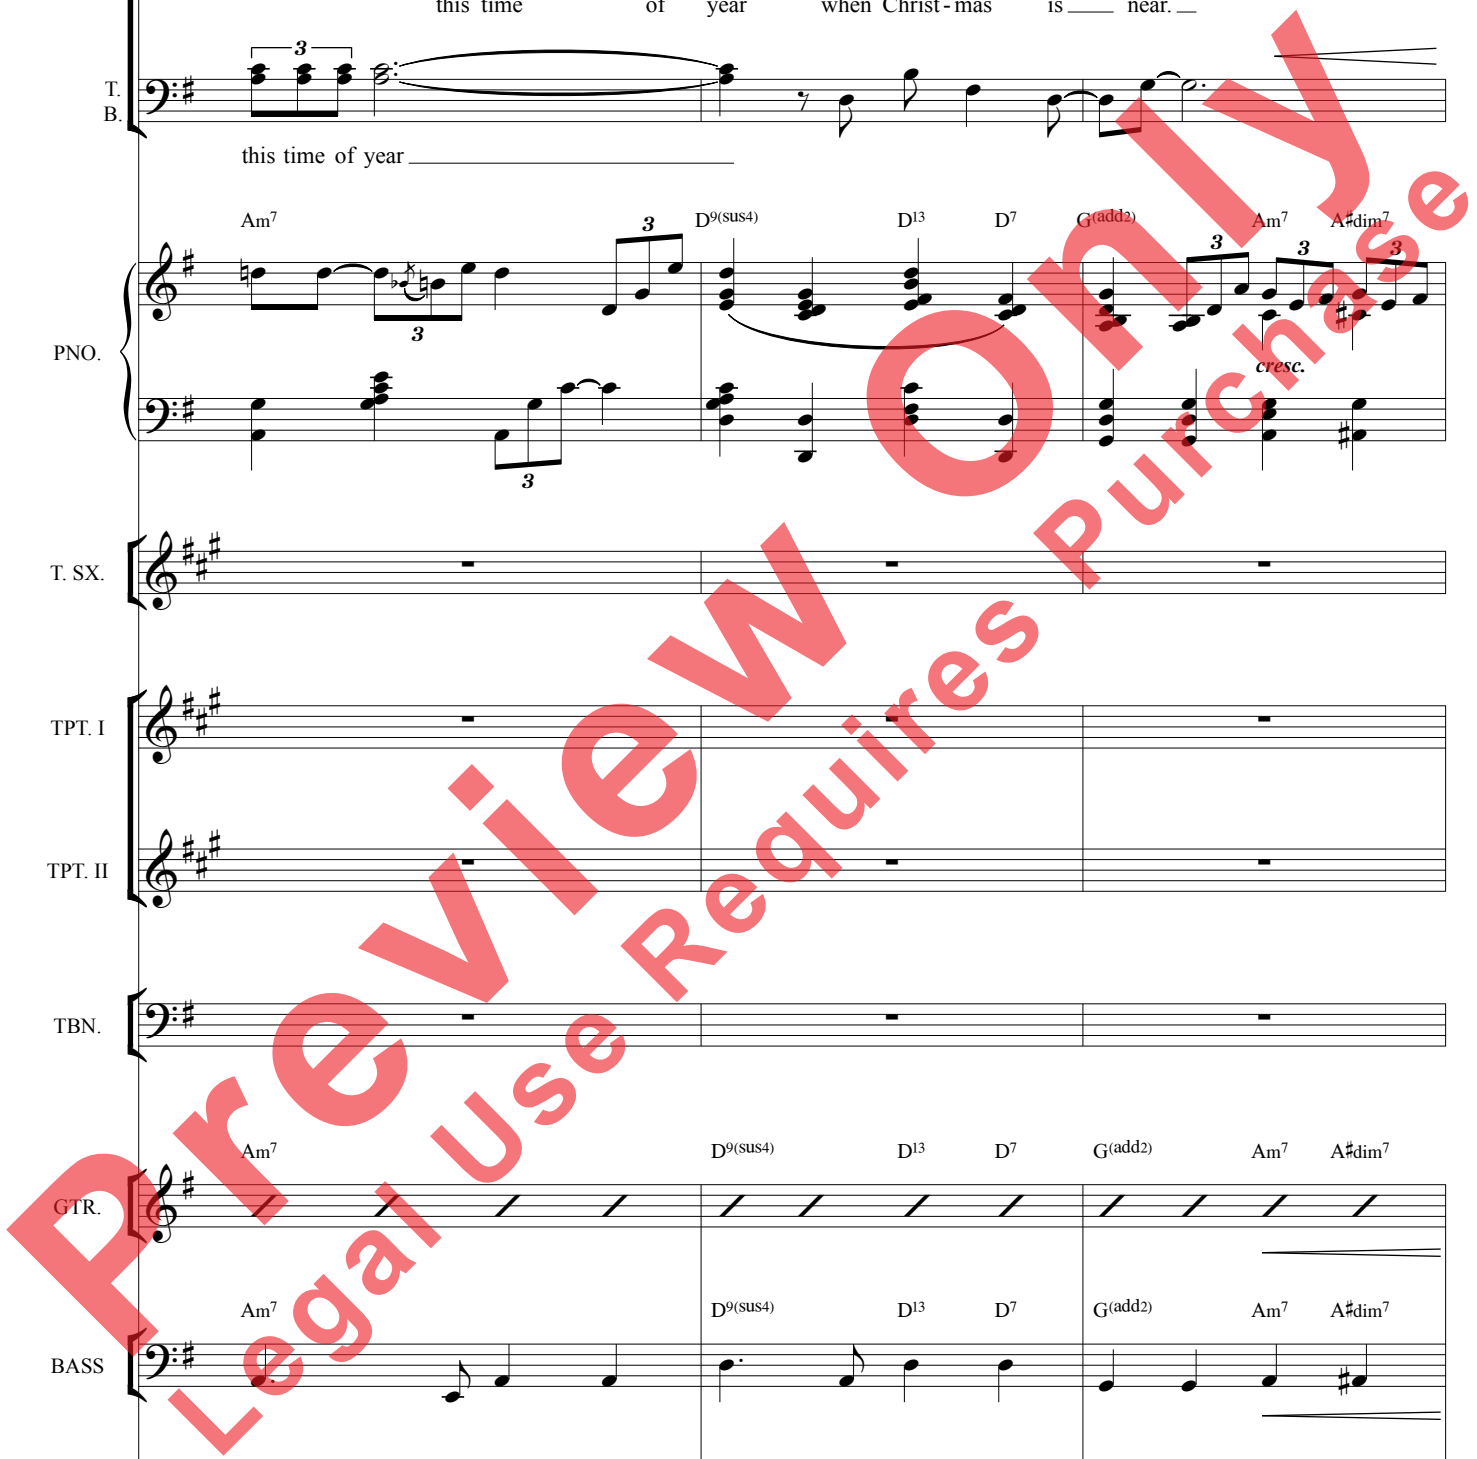 this time of year when Christ-mas is near.
3
T.
B.
this time of year
Am7 D9(sus4) D13 D7 G(add2) Am7 A♯dim7
3 3 3 3
3
PNO.
cresc.
3
T. SX.
TPT. I
TPT. II
TBN.
Am7 D9(sus4) D13 D7 G(add2) Am7 A♯dim7
GTR.
Am7 D9(sus4) D13 D7 G(add2) Am7 A♯dim7
BASS
Preview Only
Legal Use Requires Purchase